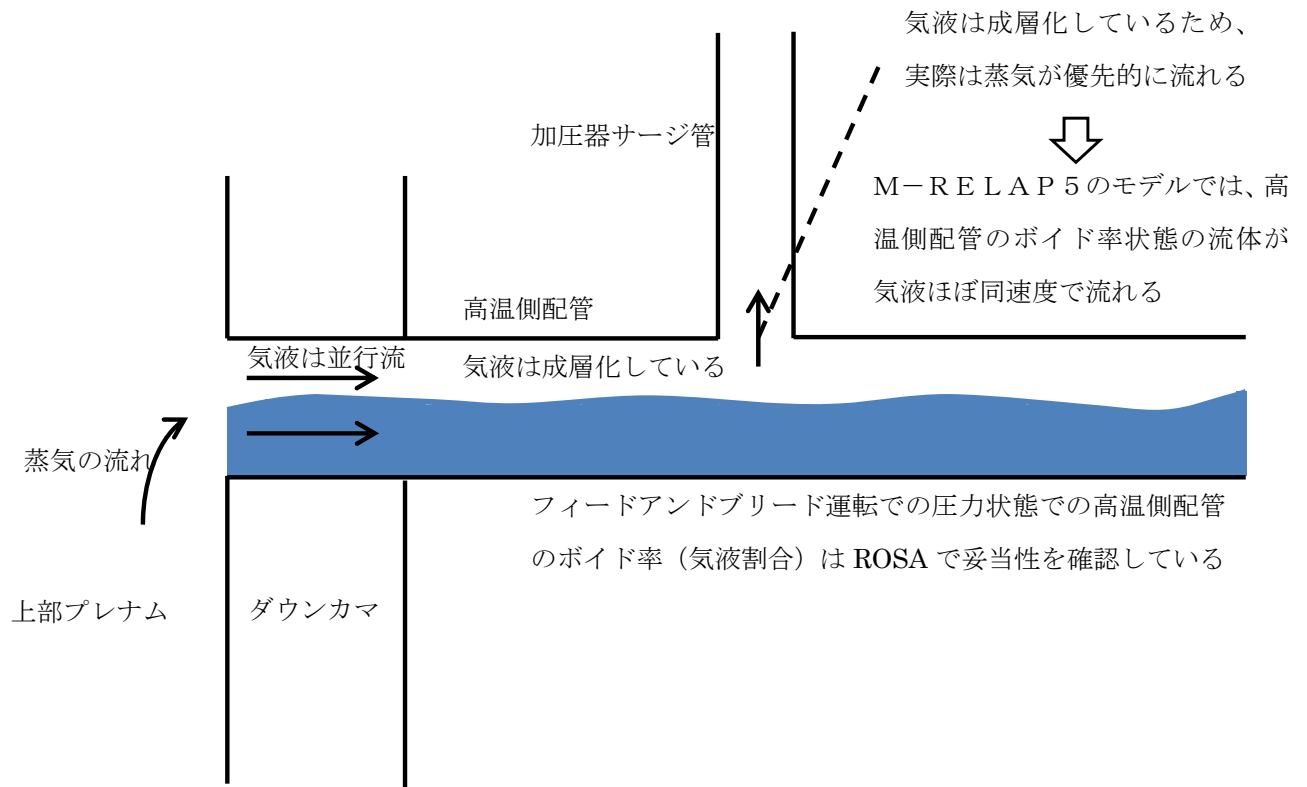 気液は成層化しているため、
実際は蒸気が優先的に流れる
加圧器サージ管
M-RELAP5のモデルでは、高
温側配管のボイド率状態の流体が
気液ほぼ同速度で流れる
高温側配管
気液は並行流
気液は成層化している
蒸気の流れ
フィードアンドブリード運転での圧力状態での高温側配管
のボイド率（気液割合）は ROSA で妥当性を確認している
上部プレナム
ダウンカマ